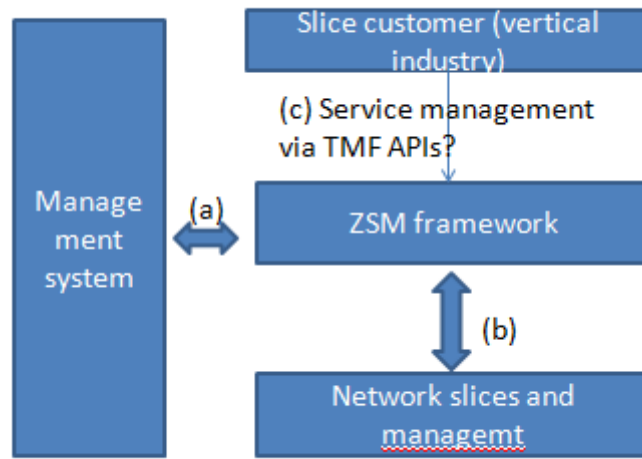 Slice customer (vertical
industry)
(c) Service management
via TMF APIs?
Manage
ment
system
(a)
ZSM framework
(b)
Network slices and
managemt